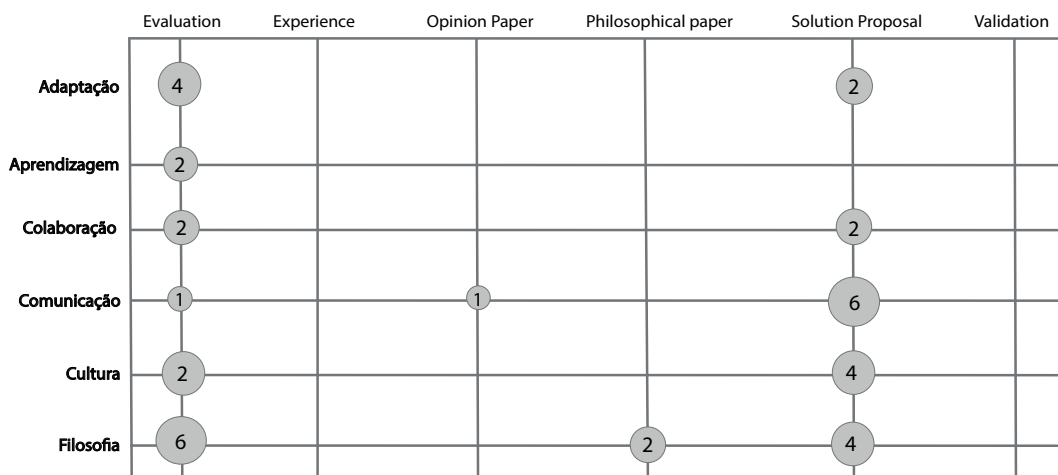 Evaluation Experience Opinion Paper Philosophical paper Solution Proposal Validation
Adaptação 4 2
Aprendizagem 2
Colaboração 2 2
Comunicação 1 1 6
Cultura 2 4
Filosofia 6 2 4